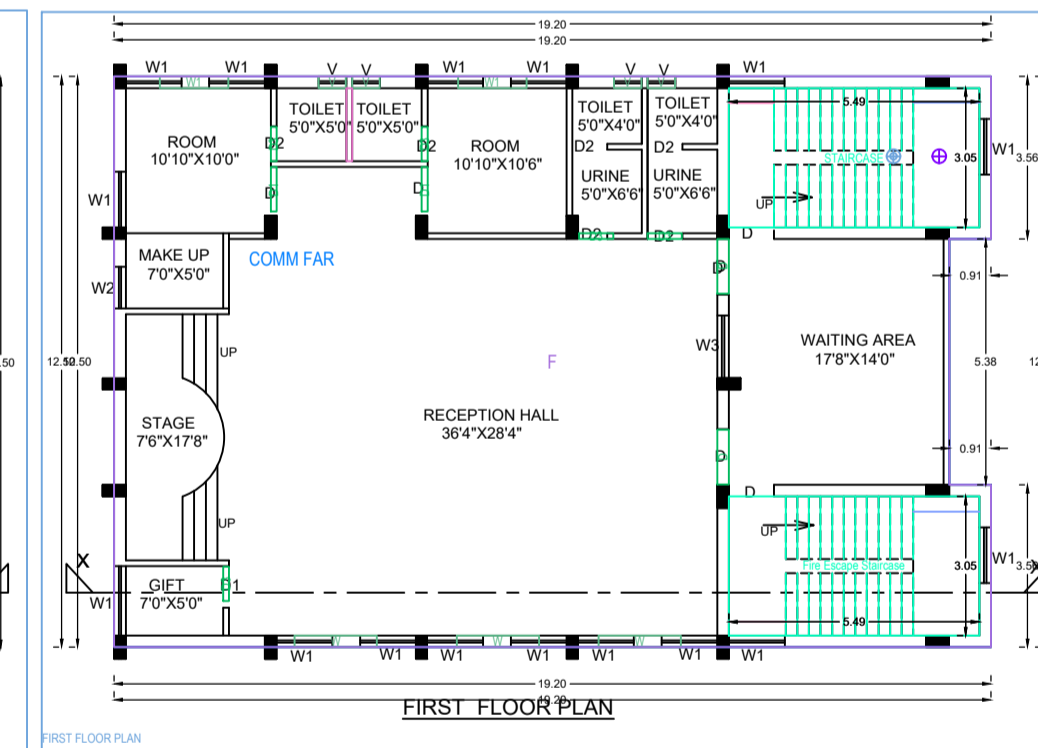 19.20
19.20
W1 W1 W1 V V W1 W1 W1 V V W1
ROOM
10'10"X10'0"
TOILET
5'0"X5'0"
TOILET
5'0"X5'0"
ROOM
10'10"X10'6"
TOILET
5'0"X4'0"
TOILET
5'0"X4'0"
D2
D2
D2
D2
URINE
5'0"X6'6"
URINE
5'0"X6'6"
D2
D2
D
5.49
STAIRCASE
3.05
W1
3.56
UP
D
W1
MAKE UP
7'0"X5'0"
COMM FAR
W2
UP
F
W3
D
WAITING AREA
17'8"X14'0"
0.91
5.38
12.50
.50
STAGE
7'6"X17'8"
RECEPTION HALL
36'4"X28'4"
0.91
D
D
UP
UP
Fire Escape Staircase
3.05
W1
X
GIFT
7'0"X5'0"
D1
W1
5.49
W W W
W1 W1 W1 W1 W1 W1 W1
19.20
19.20
FIRST FLOOR PLAN
FIRST FLOOR PLAN